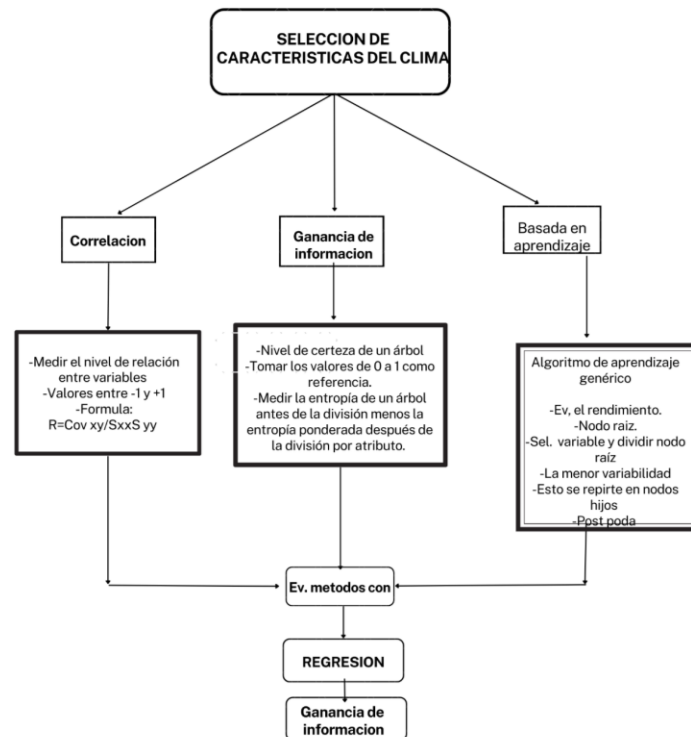 SELECCION DE
CARACTERISTICAS DEL CLIMA
Correlacion
Ganancia de
informacion
Basada en
aprendizaje
-Medir el nivel de relación
entre variables
-Valores entre -1 y +1
-Formula:
R=Cov xy/SxxS yy
-Nivel de certeza de un árbol
-Tomar los valores de 0 a 1 como
referencia.
-Medir la entropía de un árbol
antes de la división menos la
entropía ponderada después de
la división por atributo.
Algoritmo de aprendizaje
genérico
-Ev, el rendimiento.
-Nodo raiz.
-Sel. variable y dividir nodo
raíz
-La menor variabilidad
-Esto se repirte en nodos
hijos
-Post poda
Ev. metodos con
REGRESION
Ganancia de
informacion